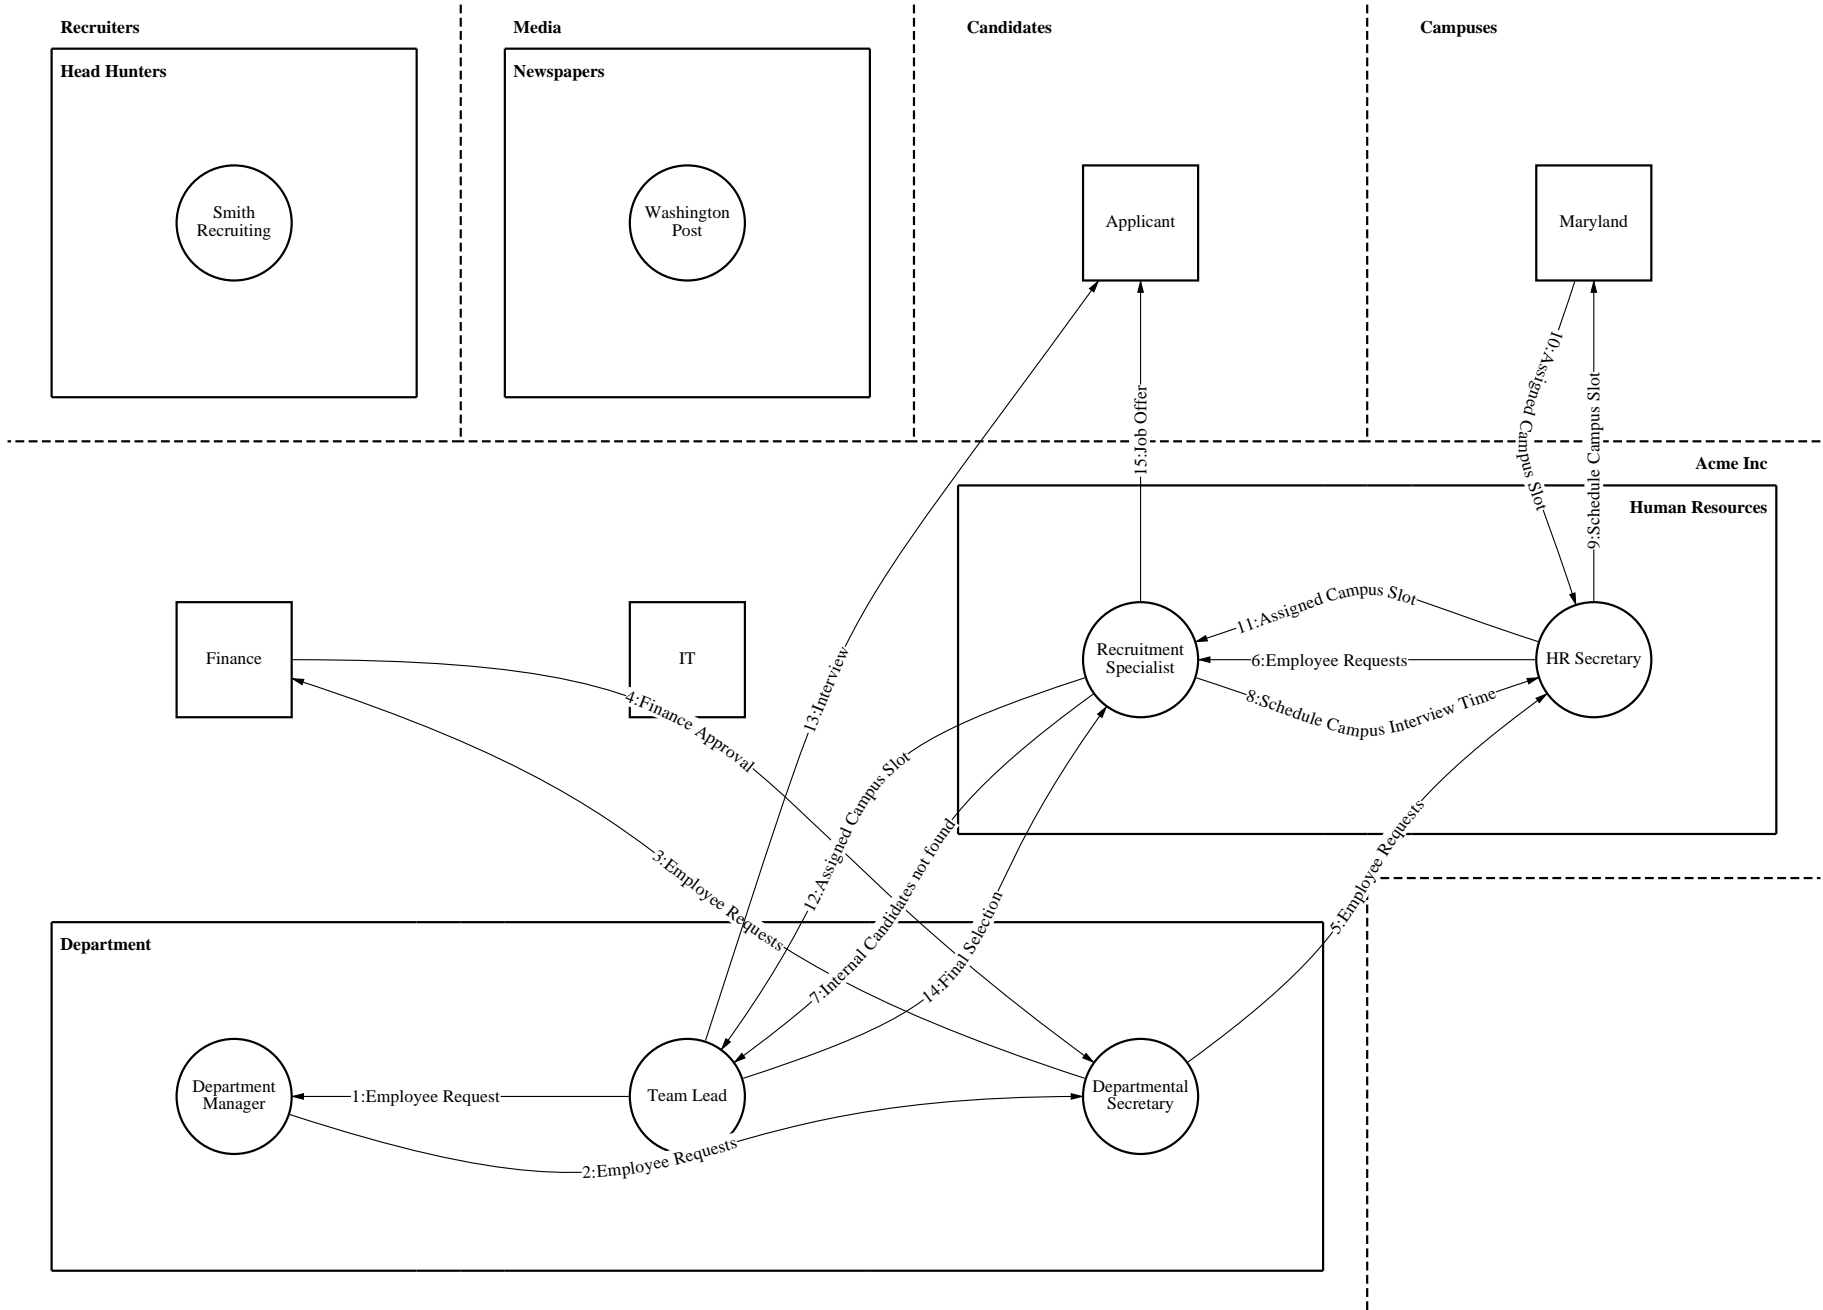 Recruiters
Media
Candidates
Campuses
Head Hunters
Newspapers
Smith
Recruiting
Washington
Post
Applicant
Maryland
10:Assigned Campus Slot
9:Schedule Campus Slot
15:Job Offer
Acme Inc
Human Resources
11:Assigned Campus Slot
Finance
IT
13:Interview
Recruitment
Specialist
6:Employee Requests
HR Secretary
4:Finance Approval
8:Schedule Campus Interview Time
12:Assigned Campus Slot
3:Employee Requests
7:Internal Candidates not found
5:Employee Requests
14:Final Selection
Department
Department
Manager
1:Employee Request
Team Lead
Departmental
Secretary
2:Employee Requests